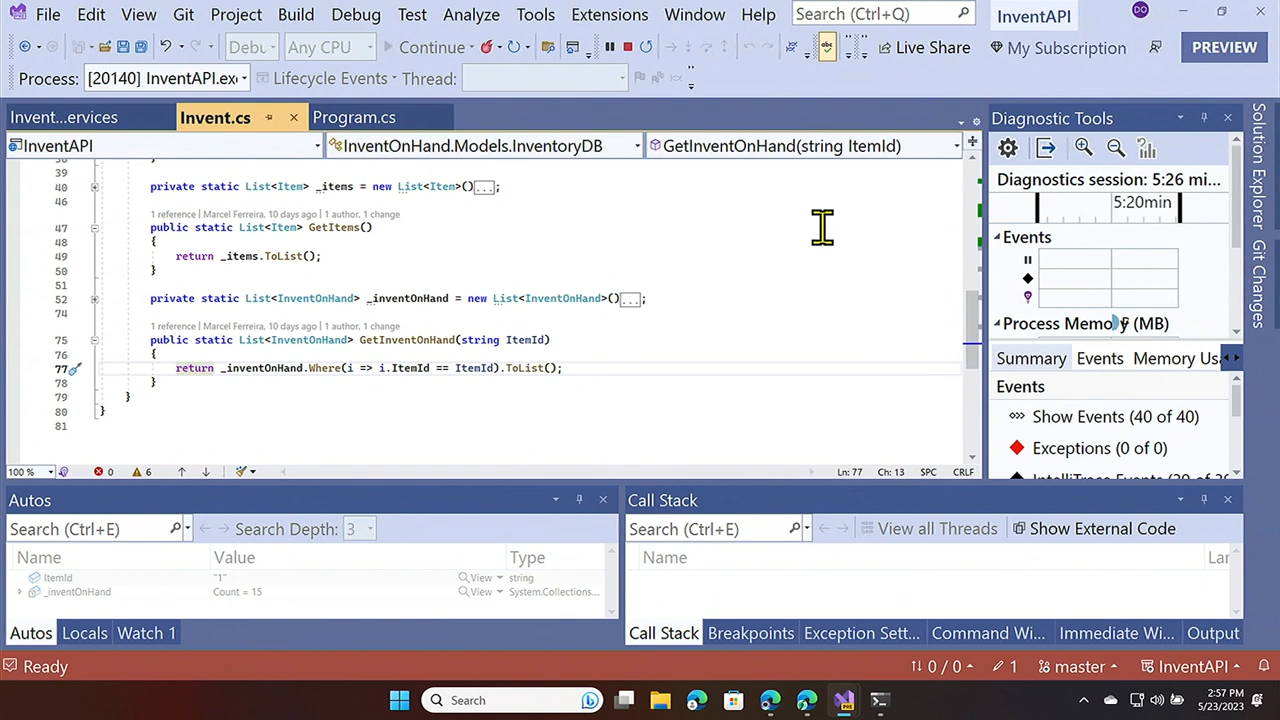 File Edit View Git Project Build Debug Test Analyze Tools Extensions Window Help Search (Ctrl+Q) InventAPI DO
Debu Any CPU Continue Live Share My Subscription PREVIEW
Process: [20140] InventAPI.exe Lifecycle Events Thread:
Invent...ervices Invent.cs Program.cs
InventAPI InventOnHand.Models.InventoryDB GetInventOnHand(string ItemId)
38 }
39
40 private static List<Item> _items = new List<Item>()...;
46
1 reference | Marcel Ferreira, 10 days ago | 1 author, 1 change
47 public static List<Item> GetItems()
48 {
49 return _items.ToList();
50 }
51
52 private static List<InventOnHand> _inventOnHand = new List<InventOnHand>()...;
74
1 reference | Marcel Ferreira, 10 days ago | 1 author, 1 change
75 public static List<InventOnHand> GetInventOnHand(string ItemId)
76 {
77 return _inventOnHand.Where(i => i.ItemId == ItemId).ToList();
78 }
79 }
80 }
81
100 % 0 6 Ln: 77 Ch: 13 SPC CRLF
Diagnostic Tools
Diagnostics session: 5:26 mi...
5:20min
Events
Process Memory (MB)
Summary Events Memory Us
Events
Show Events (40 of 40)
Exceptions (0 of 0)
Solution Explorer
Git Changes
Autos
Search (Ctrl+E) Search Depth: 3
Name Value Type
ItemId "1" View string
_inventOnHand Count = 15 View System.Collections....
Autos Locals Watch 1
Call Stack
Search (Ctrl+E) View all Threads Show External Code
Name Lar
Call Stack Breakpoints Exception Sett... Command Wi... Immediate Wi... Output
Ready 0 / 0 1 master InventAPI
Search 2:57 PM
5/23/2023